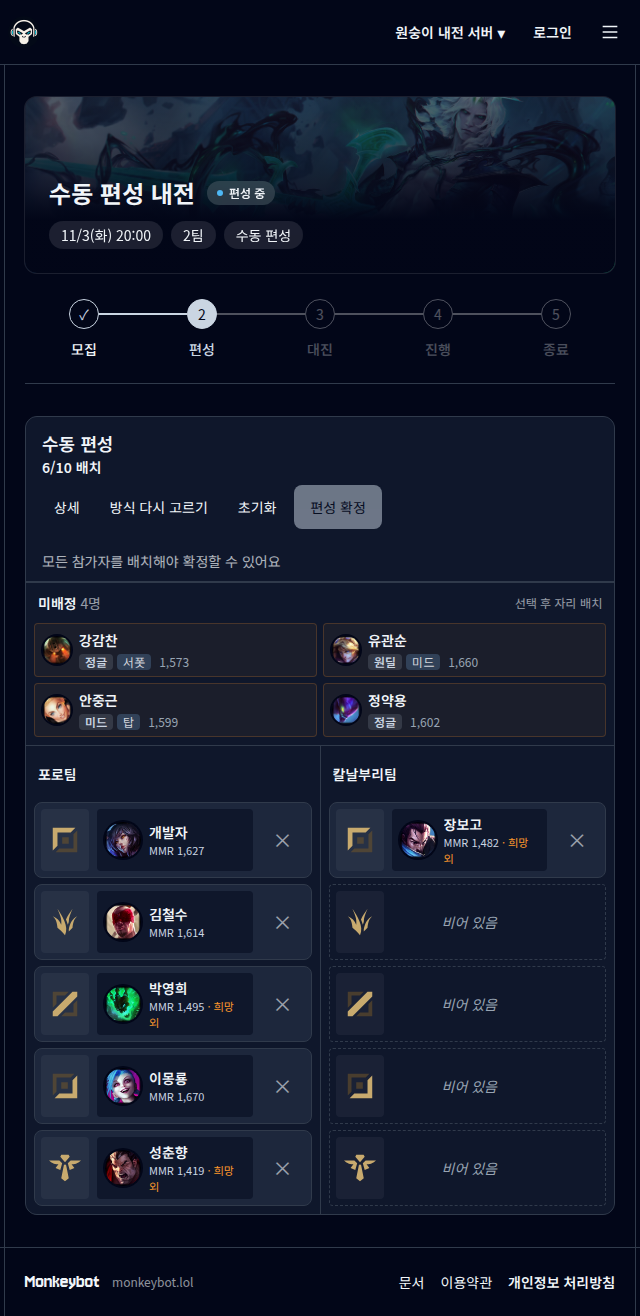 원숭이 내전 서버 ▾ 로그인
수동 편성 내전 편성 중
11/3(화) 20:00 2팀 수동 편성
✓ 2 3 4 5
모집 편성 대진 진행 종료
수동 편성
6/10 배치
상세 방식 다시 고르기 초기화 편성 확정
모든 참가자를 배치해야 확정할 수 있어요
미배정 4명 선택 후 자리 배치
강감찬
정글 서폿 1,573
유관순
원딜 미드 1,660
안중근
미드 탑 1,599
정약용
정글 1,602
포로팀
개발자
MMR 1,627
김철수
MMR 1,614
박영희
MMR 1,495 · 희망
외
이몽룡
MMR 1,670
성춘향
MMR 1,419 · 희망
외
칼날부리팀
장보고
MMR 1,482 · 희망
외
비어 있음
비어 있음
비어 있음
비어 있음
Monkeybot monkeybot.lol 문서 이용약관 개인정보 처리방침